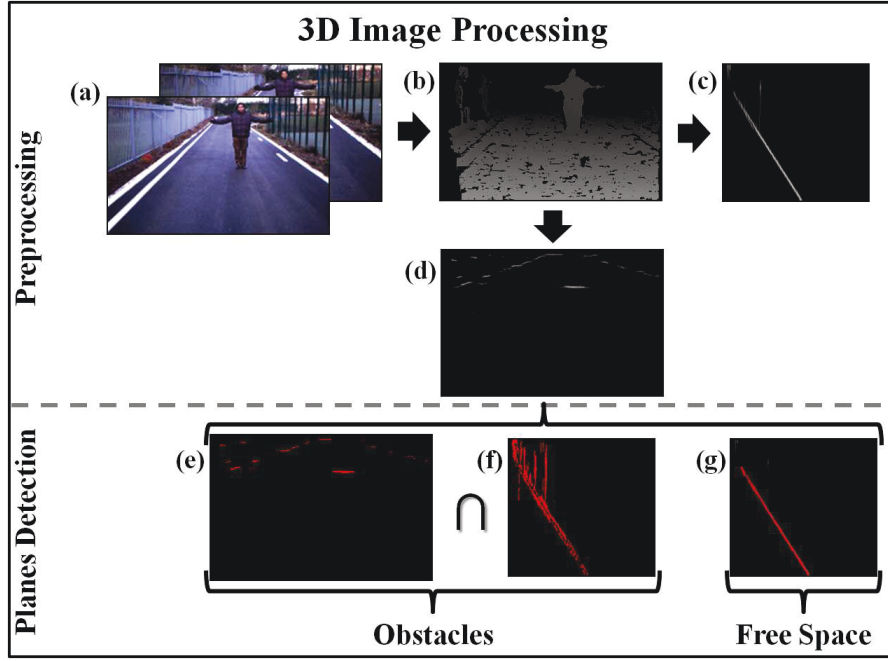 3D Image Processing
Preprocessing
(a)
(b)
(c)
(d)
Planes Detection
(e)
∩
(f)
(g)
Obstacles
Free Space